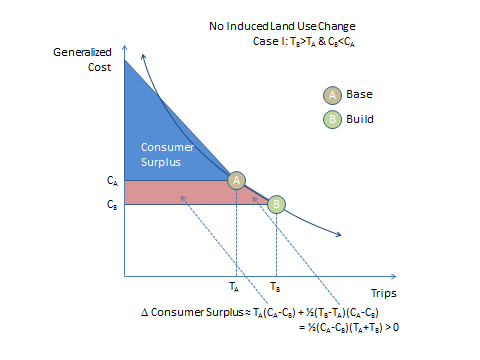 No Induced Land Use Change
Case I: TB>TA & CB<CA
Generalized
Cost
A Base
B Build
Consumer
Surplus
CA
A
CB
B
TA
TB
Trips
Δ Consumer Surplus ≈ TA(CA-CB) + ½(TB-TA)(CA-CB)
= ½(CA-CB)(TA+TB) > 0